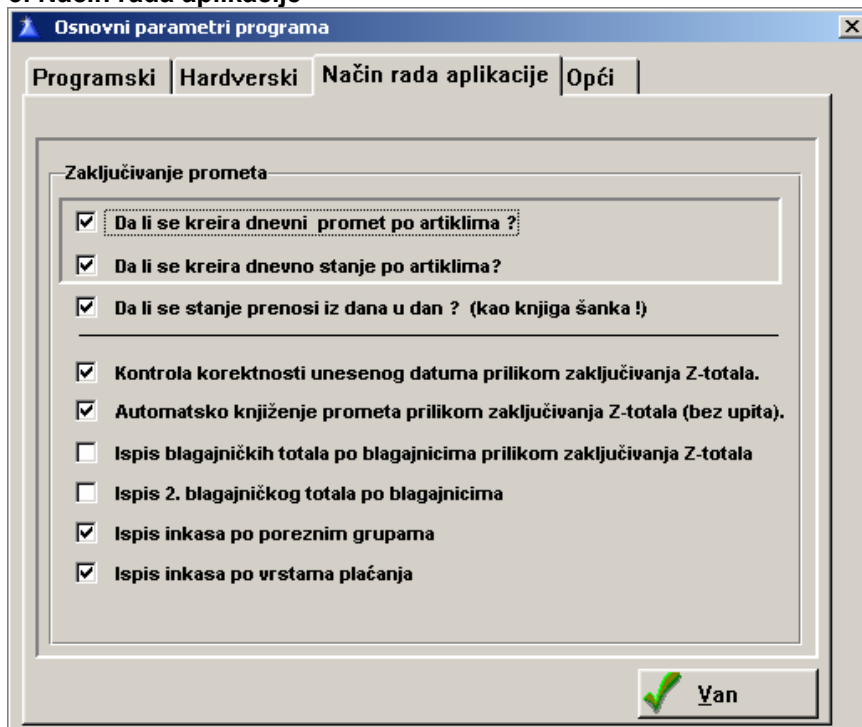 3. Način rada aplikacije
Osnovni parametri programa
Programski Hardverski Način rada aplikacije Opći
Zaključivanje prometa
Da li se kreira dnevni promet po artiklima ?
Da li se kreira dnevno stanje po artiklima?
Da li se stanje prenosi iz dana u dan ? (kao knjiga šanka !)
Kontrola korektnosti unesenog datuma prilikom zaključivanja Z-totala.
Automatsko knjiženje prometa prilikom zaključivanja Z-totala (bez upita).
Ispis blagajničkih totala po blagajnicima prilikom zaključivanja Z-totala
Ispis 2. blagajničkog totala po blagajnicima
Ispis inkasa po poreznim grupama
Ispis inkasa po vrstama plaćanja
Van